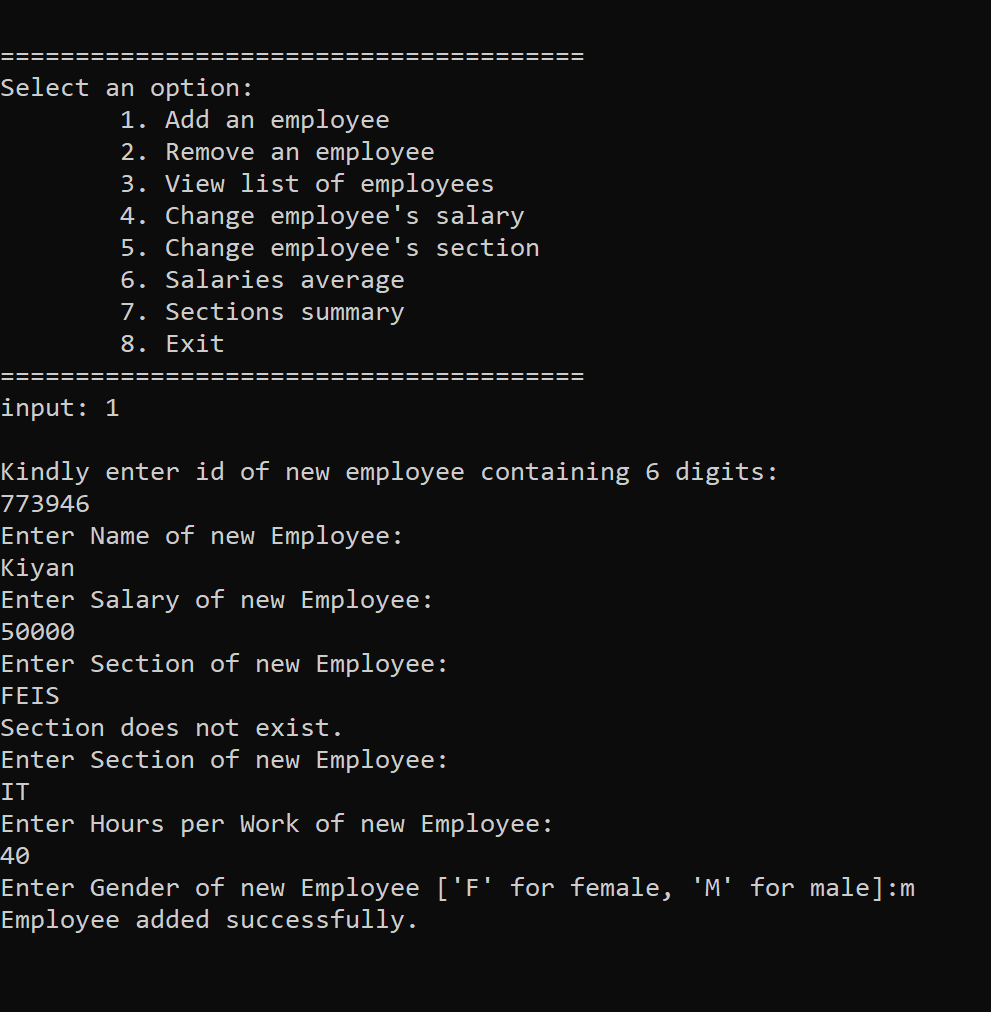 =======================================
Select an option:
        1. Add an employee
        2. Remove an employee
        3. View list of employees
        4. Change employee's salary
        5. Change employee's section
        6. Salaries average
        7. Sections summary
        8. Exit
=======================================
input: 1

Kindly enter id of new employee containing 6 digits:
773946
Enter Name of new Employee:
Kiyan
Enter Salary of new Employee:
50000
Enter Section of new Employee:
FEIS
Section does not exist.
Enter Section of new Employee:
IT
Enter Hours per Work of new Employee:
40
Enter Gender of new Employee ['F' for female, 'M' for male]:m
Employee added successfully.